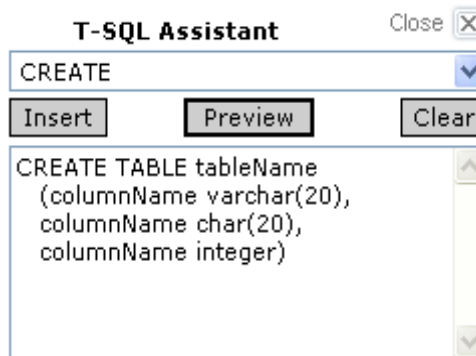 T-SQL Assistant Close X
CREATE
Insert Preview Clear
CREATE TABLE tableName
(columnName varchar(20),
columnName char(20),
columnName integer)